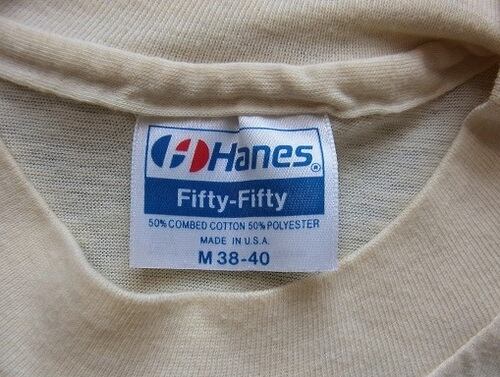 Hanes®
Fifty-Fifty
50% COMBED COTTON 50% POLYESTER
MADE IN U.S.A.
M 38-40